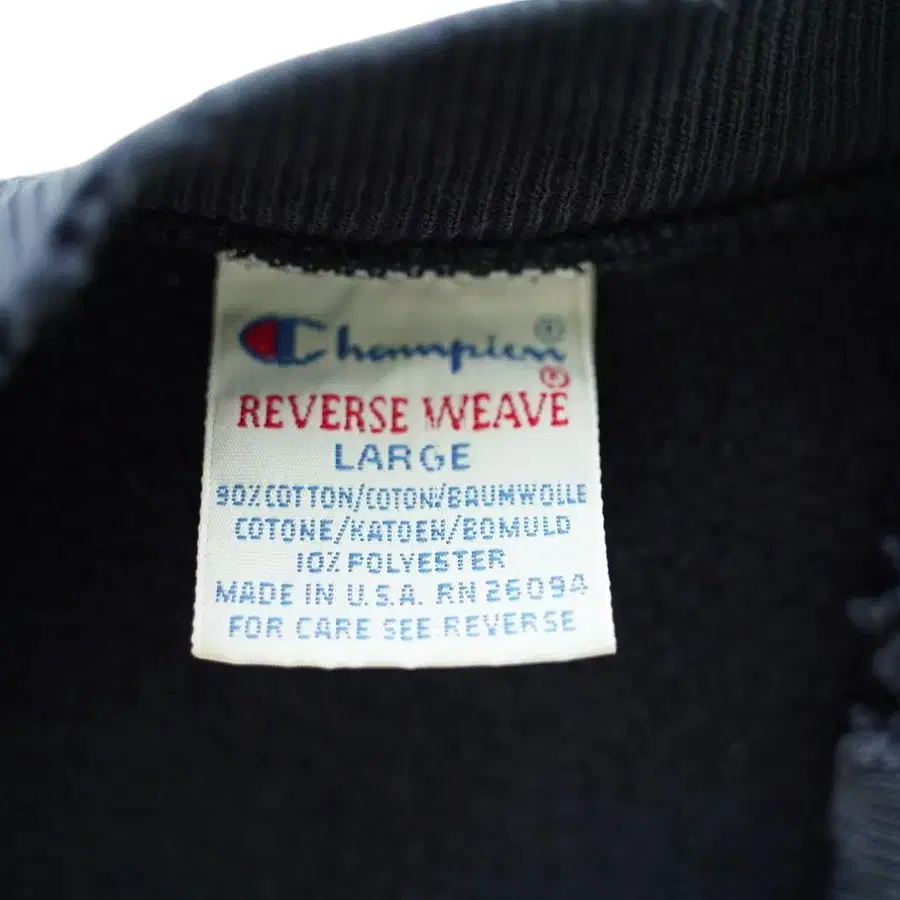 Champion®
REVERSE WEAVE®
LARGE
90% COTTON/COTON/BAUMWOLLE
COTONE/KATOEN/BOMULD
10% POLYESTER
MADE IN U.S.A. RN 26094
FOR CARE SEE REVERSE